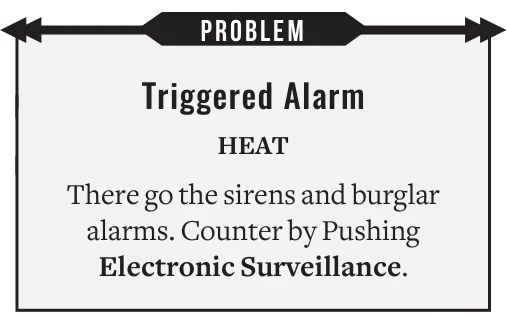 PROBLEM
Triggered Alarm
HEAT
There go the sirens and burglar
alarms. Counter by Pushing
Electronic Surveillance.